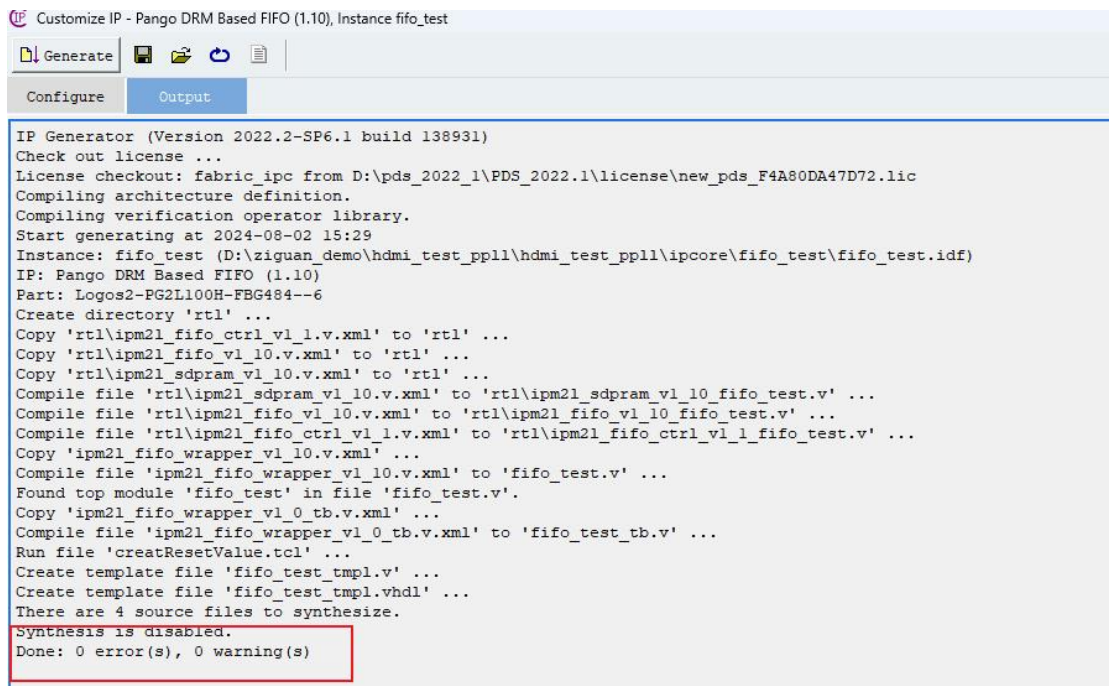 Customize IP - Pango DRM Based FIFO (1.10), Instance fifo_test
Generate
Configure Output
IP Generator (Version 2022.2-SP6.1 build 138931)
Check out license ...
License checkout: fabric_ipc from D:\pds_2022_1\PDS_2022.1\license\new_pds_F4A80DA47D72.lic
Compiling architecture definition.
Compiling verification operator library.
Start generating at 2024-08-02 15:29
Instance: fifo_test (D:\ziguan_demo\hdmi_test_ppll\hdmi_test_ppll\ipcore\fifo_test\fifo_test.idf)
IP: Pango DRM Based FIFO (1.10)
Part: Logos2-PG2L100H-FBG484--6
Create directory 'rtl' ...
Copy 'rtl\ipm2l_fifo_ctrl_v1_1.v.xml' to 'rtl' ...
Copy 'rtl\ipm2l_fifo_v1_10.v.xml' to 'rtl' ...
Copy 'rtl\ipm2l_sdpram_v1_10.v.xml' to 'rtl' ...
Compile file 'rtl\ipm2l_sdpram_v1_10.v.xml' to 'rtl\ipm2l_sdpram_v1_10_fifo_test.v' ...
Compile file 'rtl\ipm2l_fifo_v1_10.v.xml' to 'rtl\ipm2l_fifo_v1_10_fifo_test.v' ...
Compile file 'rtl\ipm2l_fifo_ctrl_v1_1.v.xml' to 'rtl\ipm2l_fifo_ctrl_v1_1_fifo_test.v' ...
Copy 'ipm2l_fifo_wrapper_v1_10.v.xml' ...
Compile file 'ipm2l_fifo_wrapper_v1_10.v.xml' to 'fifo_test.v' ...
Found top module 'fifo_test' in file 'fifo_test.v'.
Copy 'ipm2l_fifo_wrapper_v1_0_tb.v.xml' ...
Compile file 'ipm2l_fifo_wrapper_v1_0_tb.v.xml' to 'fifo_test_tb.v' ...
Run file 'creatResetValue.tcl' ...
Create template file 'fifo_test_tmpl.v' ...
Create template file 'fifo_test_tmpl.vhdl' ...
There are 4 source files to synthesize.
Synthesis is disabled.
Done: 0 error(s), 0 warning(s)